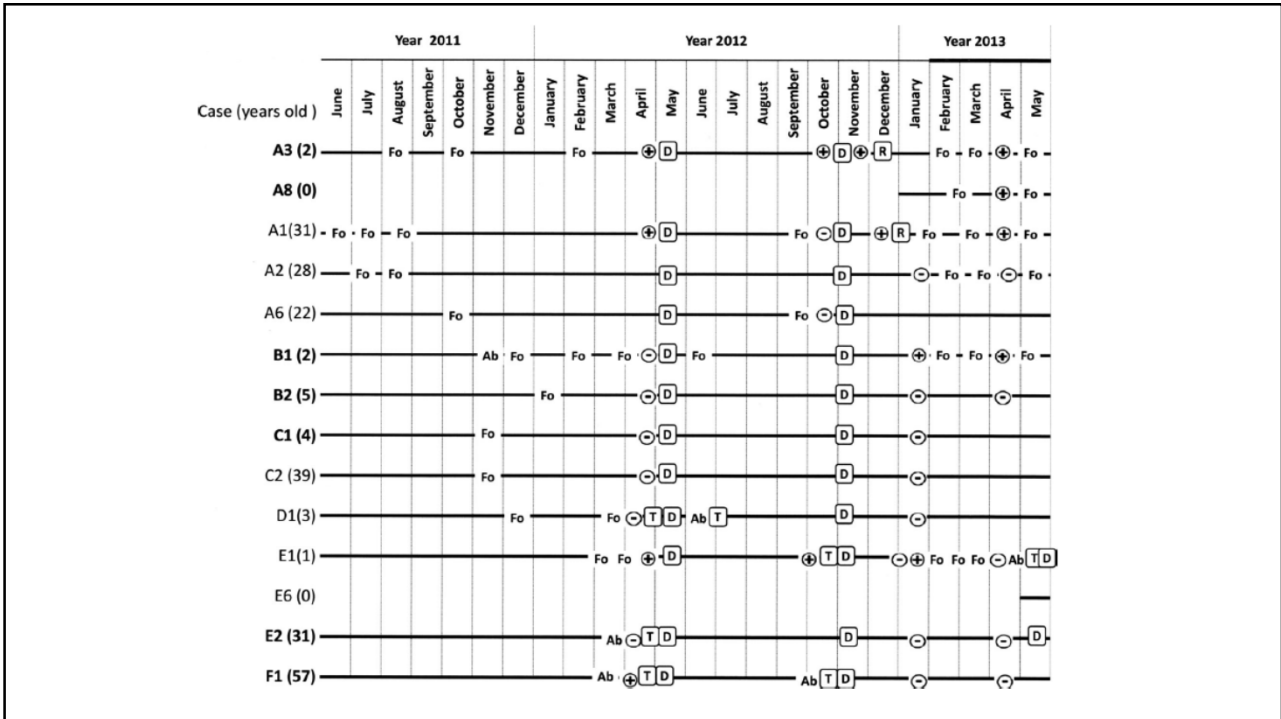 Year 2011 Year 2012 Year 2013
Case (years old ) June July August September October November December January February March April May June July August September October November December January February March April May
A3 (2) Fo Fo Fo + D + D + R Fo Fo + Fo
A8 (0) Fo + Fo
A1(31) Fo Fo Fo + D Fo − D + R Fo Fo + Fo
A2 (28) Fo Fo D D − Fo Fo − Fo
A6 (22) Fo D Fo − D
B1 (2) Ab Fo Fo Fo − D Fo D + Fo Fo + Fo
B2 (5) Fo − D D − −
C1 (4) Fo − D D −
C2 (39) Fo − D D −
D1(3) Fo Fo − T D Ab T D −
E1(1) Fo Fo + D + T D − + Fo Fo Fo − Ab T D
E6 (0)
E2 (31) Ab − T D D − − D
F1 (57) Ab + T D Ab T D − −